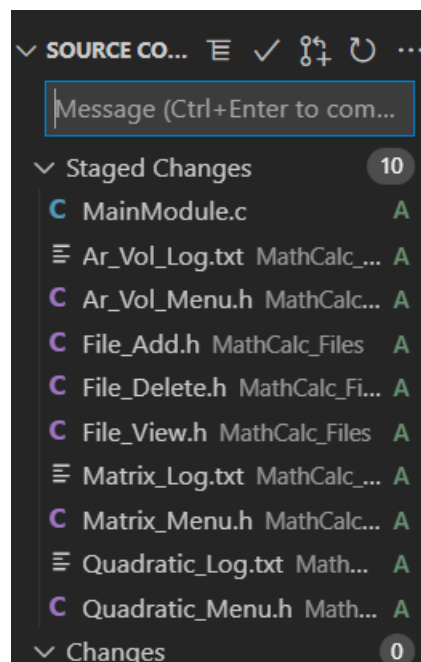 SOURCE CO...
Message (Ctrl+Enter to com...
Staged Changes 10
C MainModule.c A
Ar_Vol_Log.txt MathCalc_... A
C Ar_Vol_Menu.h MathCalc... A
C File_Add.h MathCalc_Files A
C File_Delete.h MathCalc_Fi... A
C File_View.h MathCalc_Files A
Matrix_Log.txt MathCalc_... A
C Matrix_Menu.h MathCalc... A
Quadratic_Log.txt Math... A
C Quadratic_Menu.h Math... A
Changes 0